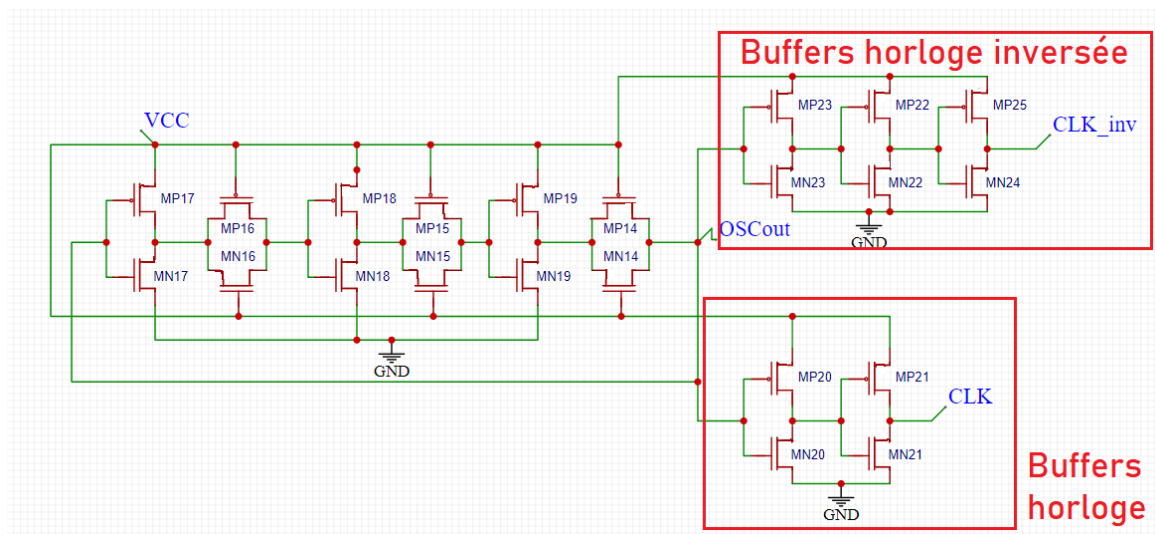 Buffers horloge inversée
MP23
MP22
MP25
CLK_inv
VCC
MN23
MN22
MN24
GND
MP17
MP18
MP19
MP16
MP15
MP14
OSCout
MN16
MN15
MN14
MN17
MN18
MN19
GND
MP20
MP21
CLK
MN20
MN21
GND
Buffers
horloge